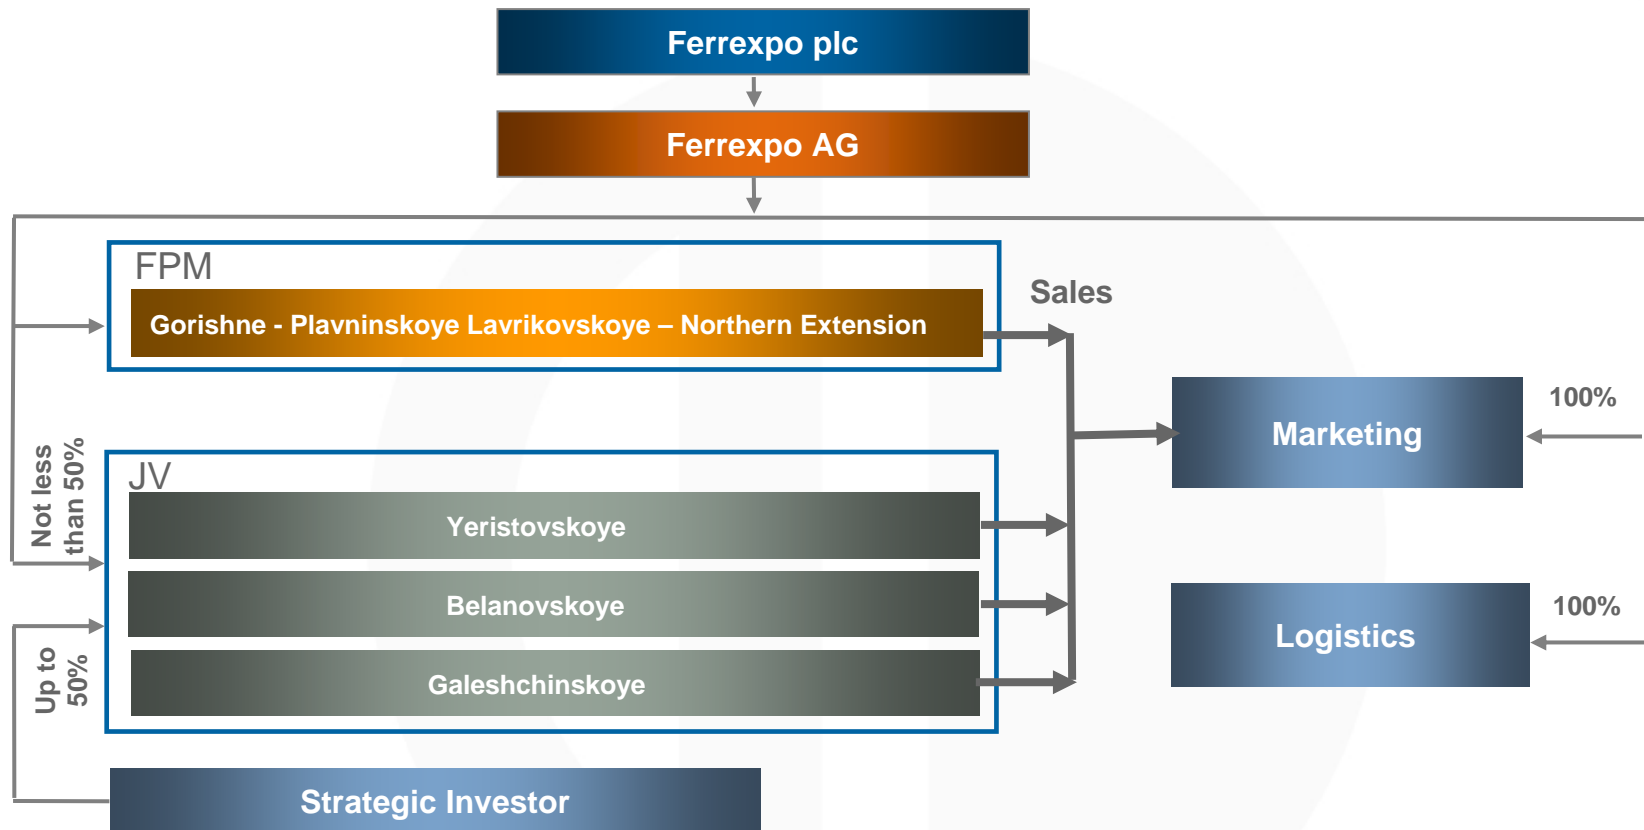 Ferrexpo plc
Ferrexpo AG
FPM
Gorishne - Plavninskoye Lavrikovskoye – Northern Extension
Sales
100%
Marketing
Not less
than 50%
JV
Yeristovskoye
Belanovskoye
Galeshchinskoye
100%
Logistics
Up to
50%
Strategic Investor